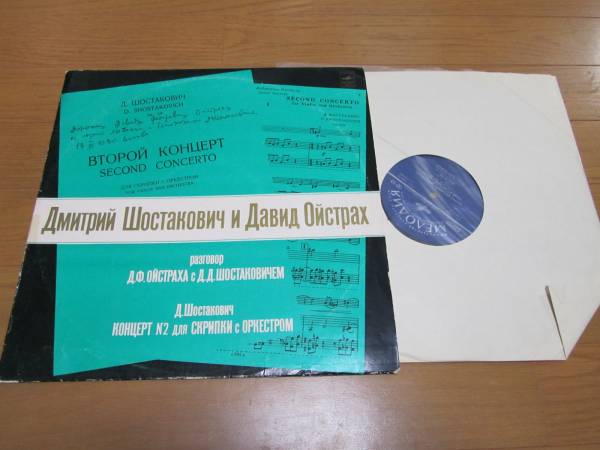 Д. ШОСТАКОВИЧ
D. SHOSTAKOVICH
ВТОРОЙ КОНЦЕРТ
SECOND CONCERTO
ДЛЯ СКРИПКИ С ОРКЕСТРОМ
FOR VIOLIN AND ORCHESTRA
SECOND CONCERTO
for Violin and Orchestra
Дмитрий Шостакович и Давид Ойстрах
разговор
Д.Ф. ОЙСТРАХА с Д.Д. ШОСТАКОВИЧЕМ
Д. Шостакович
КОНЦЕРТ №2 для СКРИПКИ с ОРКЕСТРОМ
МЕЛОДИЯ